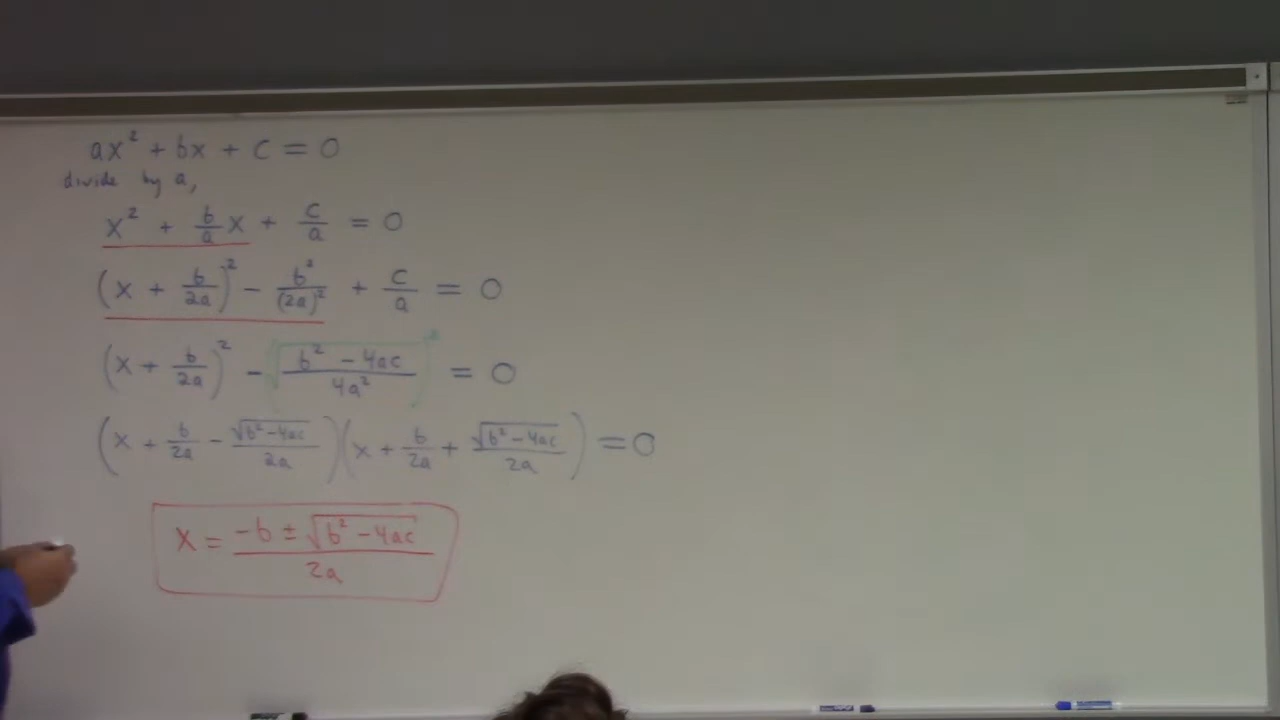 ax² + bx + c = 0
divide by a,
x² + b/a x + c/a = 0
(x + b/2a)² - b²/(2a)² + c/a = 0
(x + b/2a)² - (√((b² - 4ac)/4a²))² = 0
(x + b/2a - √(b² - 4ac)/2a)(x + b/2a + √(b² - 4ac)/2a) = 0
x = (-b ± √(b² - 4ac))/2a